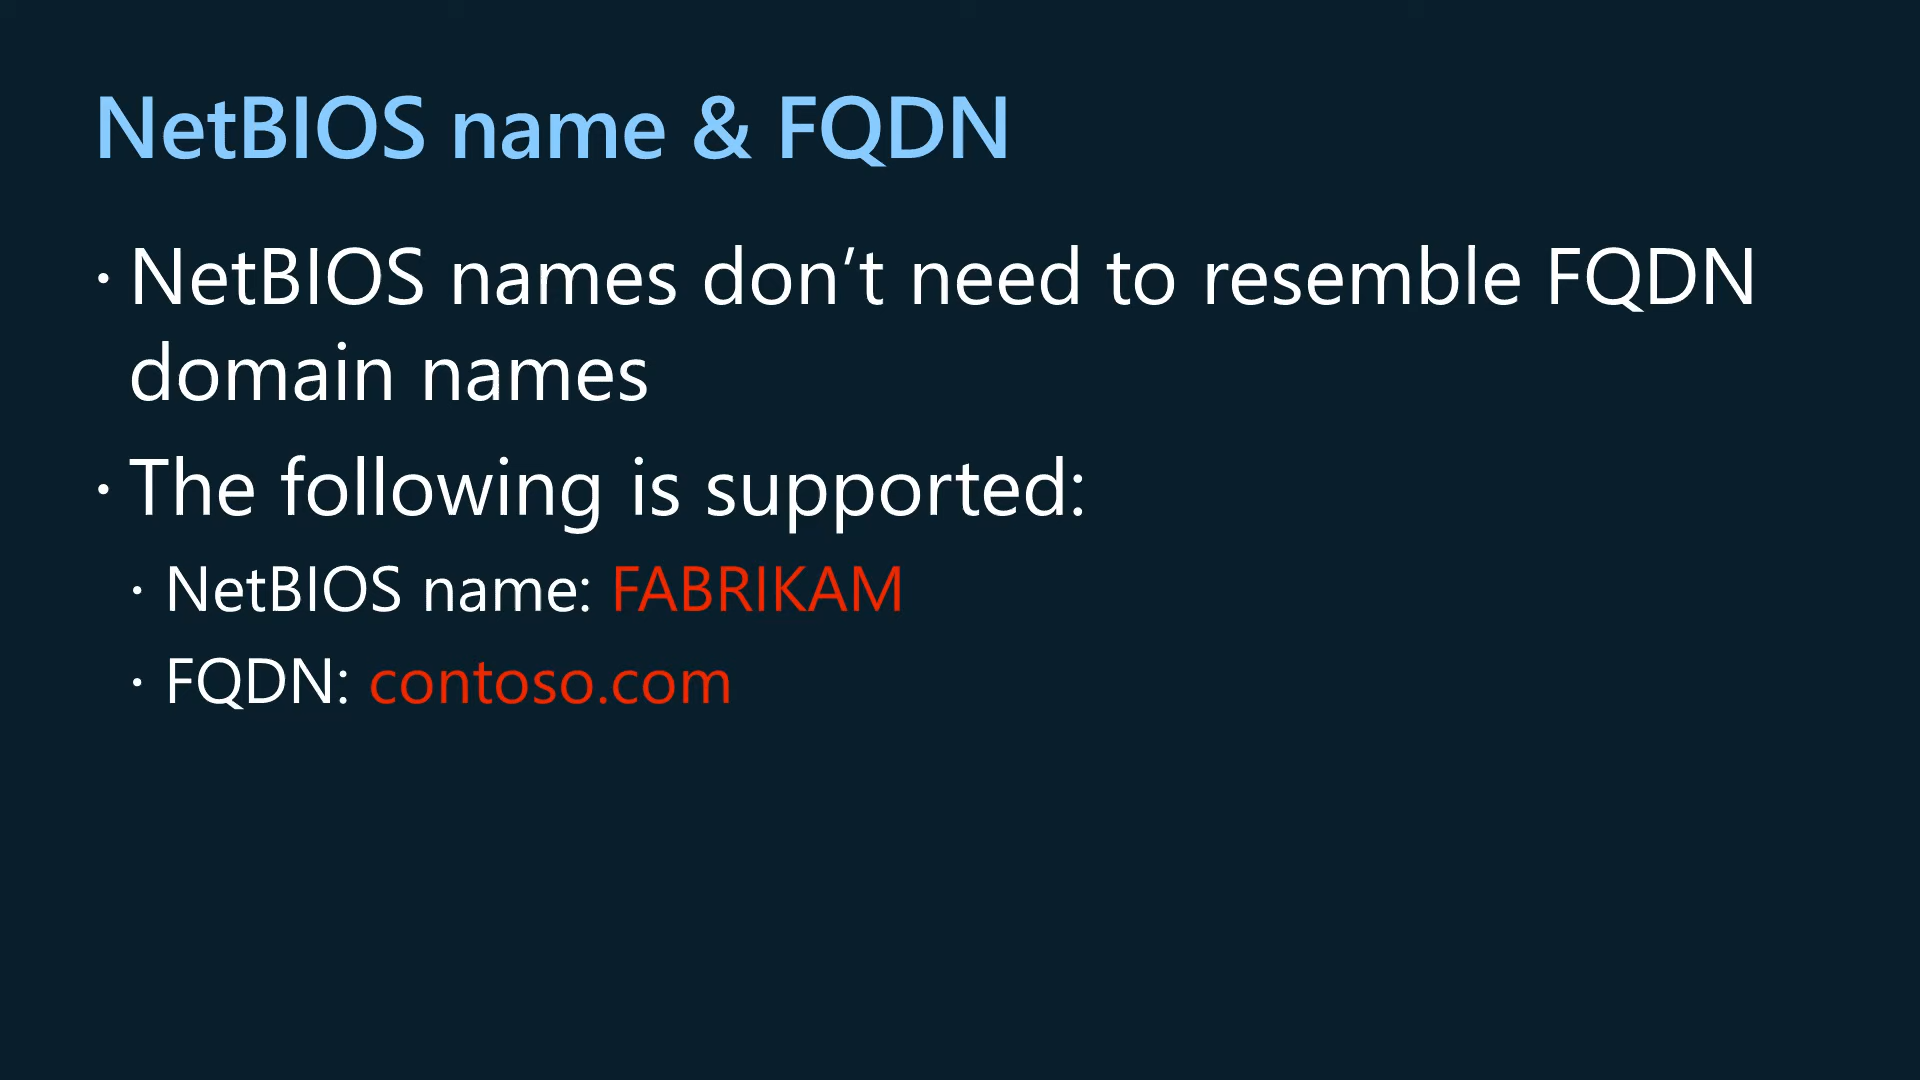 NetBIOS name & FQDN
· NetBIOS names don’t need to resemble FQDN
domain names
· The following is supported:
· NetBIOS name: FABRIKAM
· FQDN: contoso.com